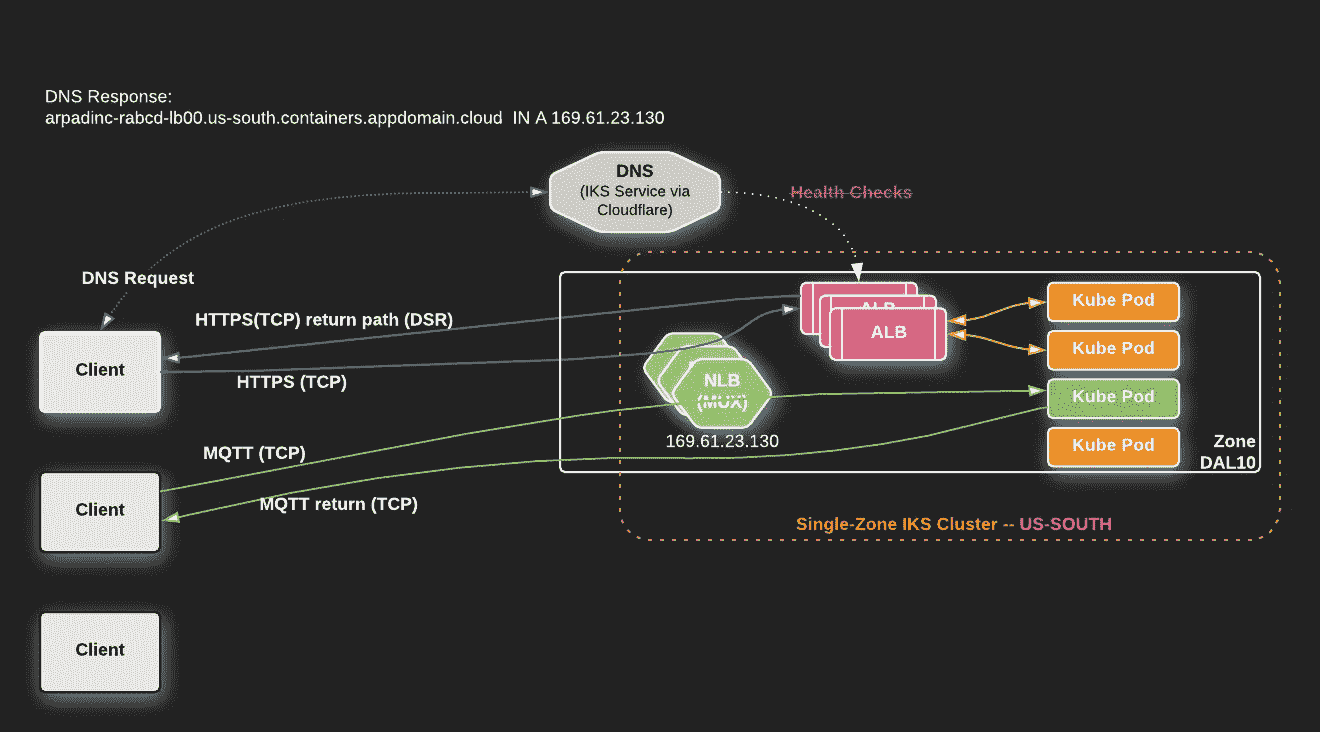 DNS Response:
arpadinc-rabcd-lb00.us-south.containers.appdomain.cloud IN A 169.61.23.130
DNS
(IKS Service via
Cloudflare)
Health Checks
DNS Request
HTTPS(TCP) return path (DSR)
Client
HTTPS (TCP)
ALB
ALB
Kube Pod
Kube Pod
NLB
(MUX)
Kube Pod
169.61.23.130
Kube Pod
Zone
DAL10
MQTT (TCP)
MQTT return (TCP)
Client
Single-Zone IKS Cluster -- US-SOUTH
Client